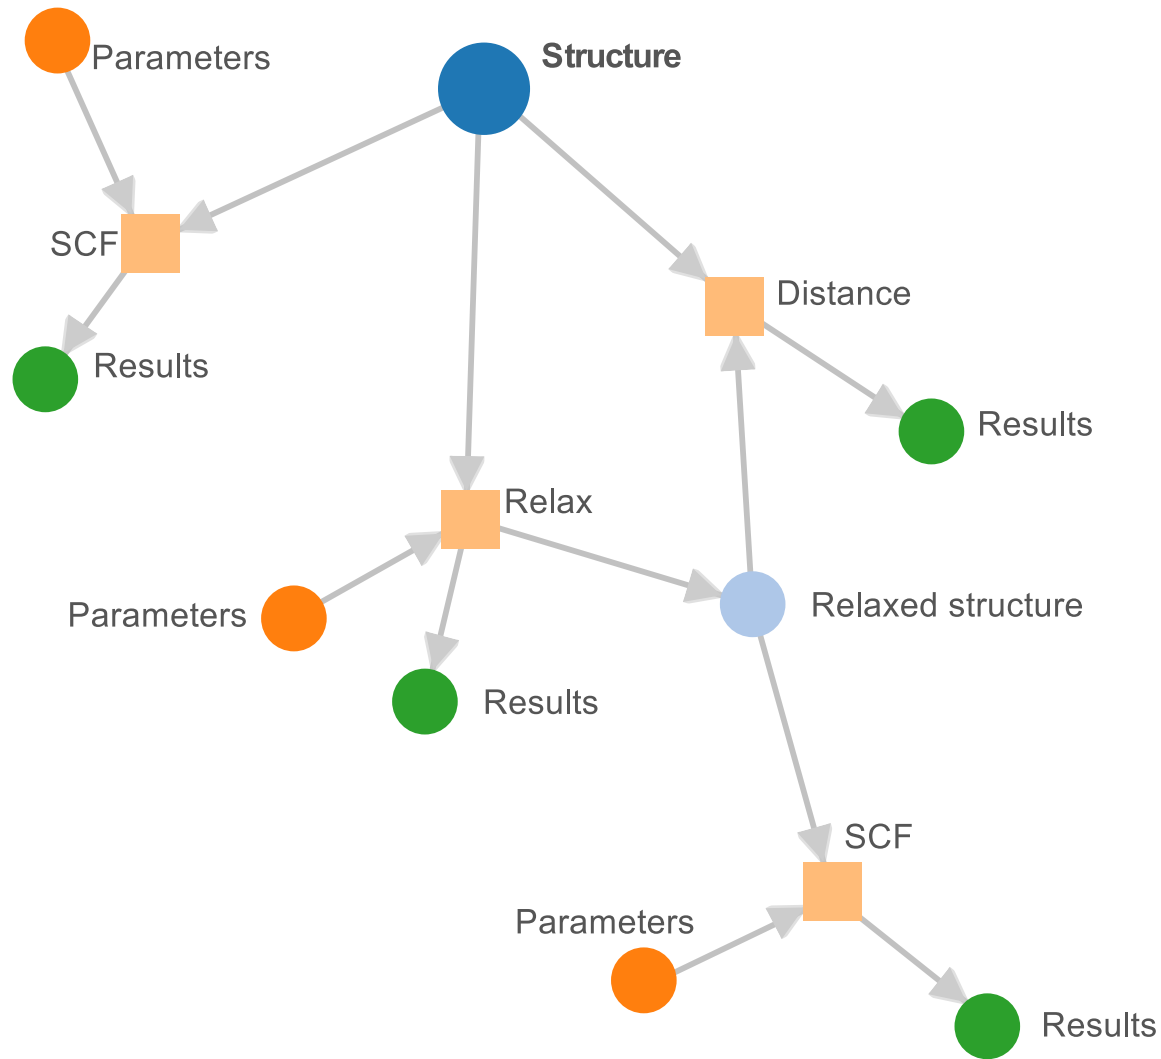 Parameters
Structure
SCF
Distance
Results
Results
Relax
Parameters
Relaxed structure
Results
SCF
Parameters
Results